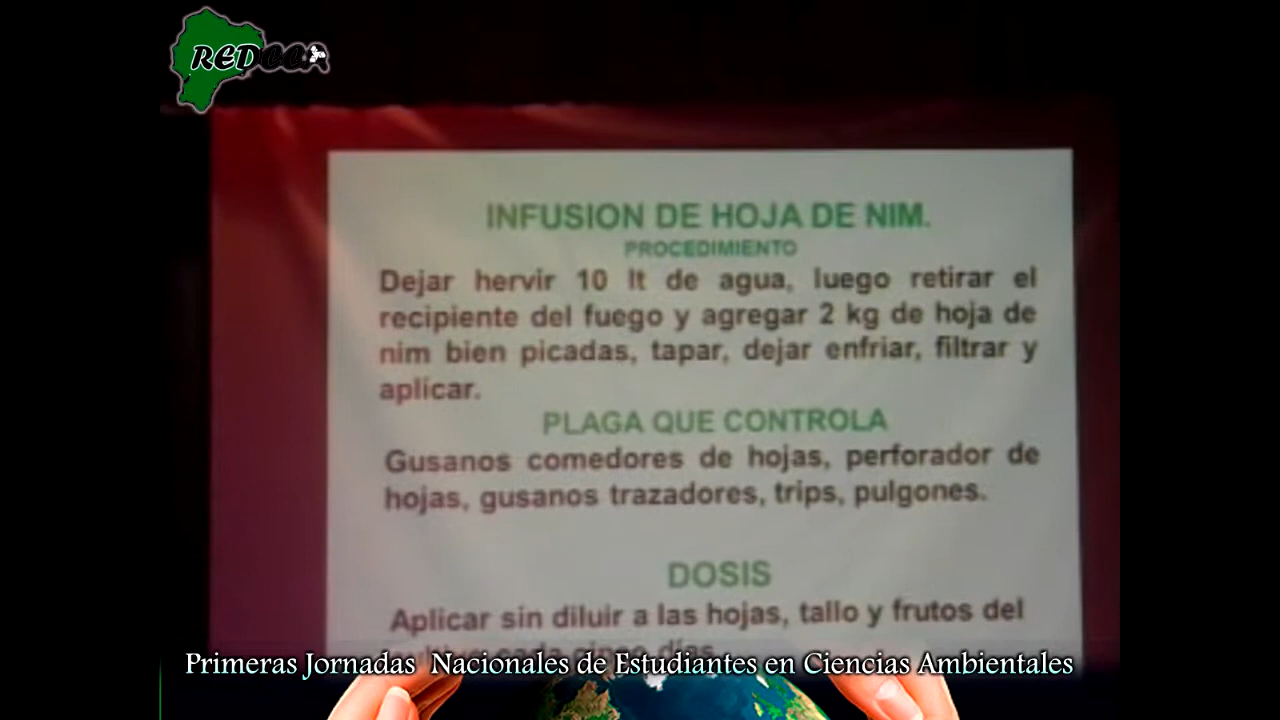 REDCCA
INFUSION DE HOJA DE NIM.
PROCEDIMIENTO
Dejar hervir 10 lt de agua, luego retirar el
recipiente del fuego y agregar 2 kg de hoja de
nim bien picadas, tapar, dejar enfriar, filtrar y
aplicar.
PLAGA QUE CONTROLA
Gusanos comedores de hojas, perforador de
hojas, gusanos trazadores, trips, pulgones.
DOSIS
Aplicar sin diluir a las hojas, tallo y frutos del
Primeras Jornadas Nacionales de Estudiantes en Ciencias Ambientales